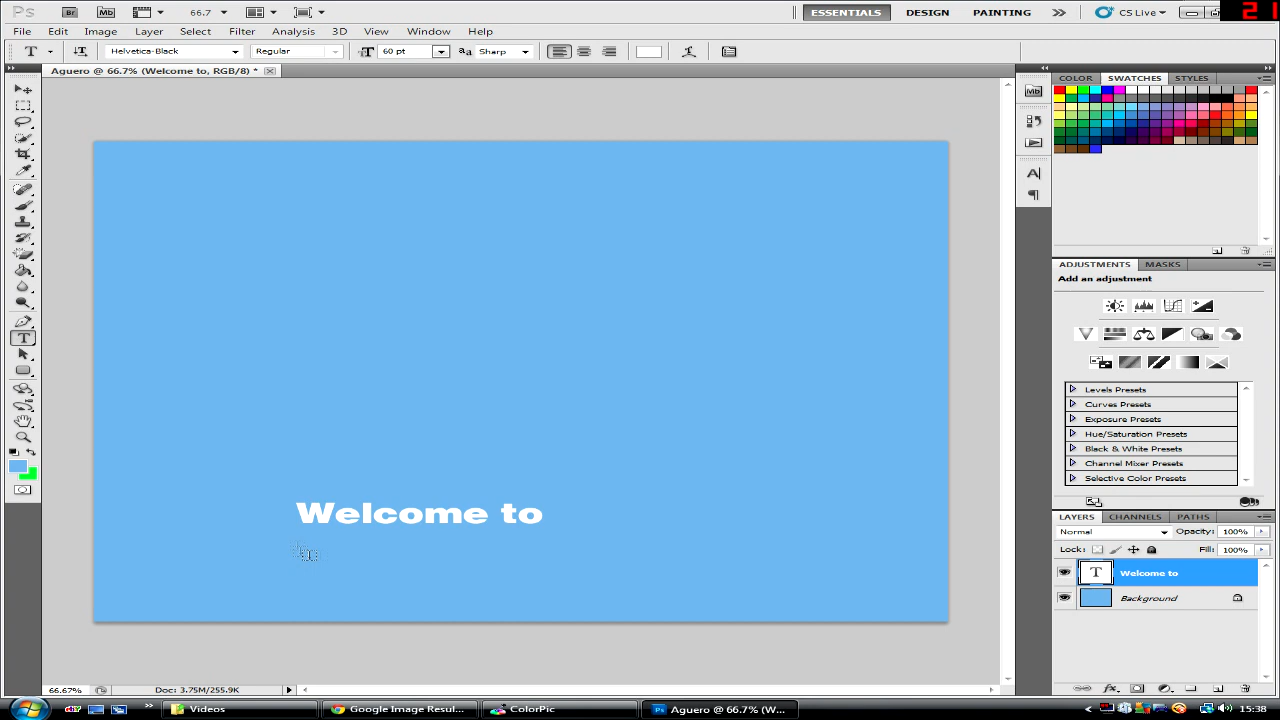 Ps Br Mb 66.7 ESSENTIALS DESIGN PAINTING CS Live 21
File Edit Image Layer Select Filter Analysis 3D View Window Help
T Helvetica-Black Regular 60 pt Sharp
Aguero @ 66.7% (Welcome to, RGB/8) *
COLOR SWATCHES STYLES
Mb
ADJUSTMENTS MASKS
Add an adjustment
Levels Presets
Curves Presets
Exposure Presets
Hue/Saturation Presets
Black & White Presets
Channel Mixer Presets
Selective Color Presets
Welcome to
LAYERS CHANNELS PATHS
Normal Opacity: 100%
Lock: Fill: 100%
T Welcome to
Background
66.67% Doc: 3.75M/255.9K
Videos Google Image Resul... ColorPic Aguero @ 66.7% (W... 15:38